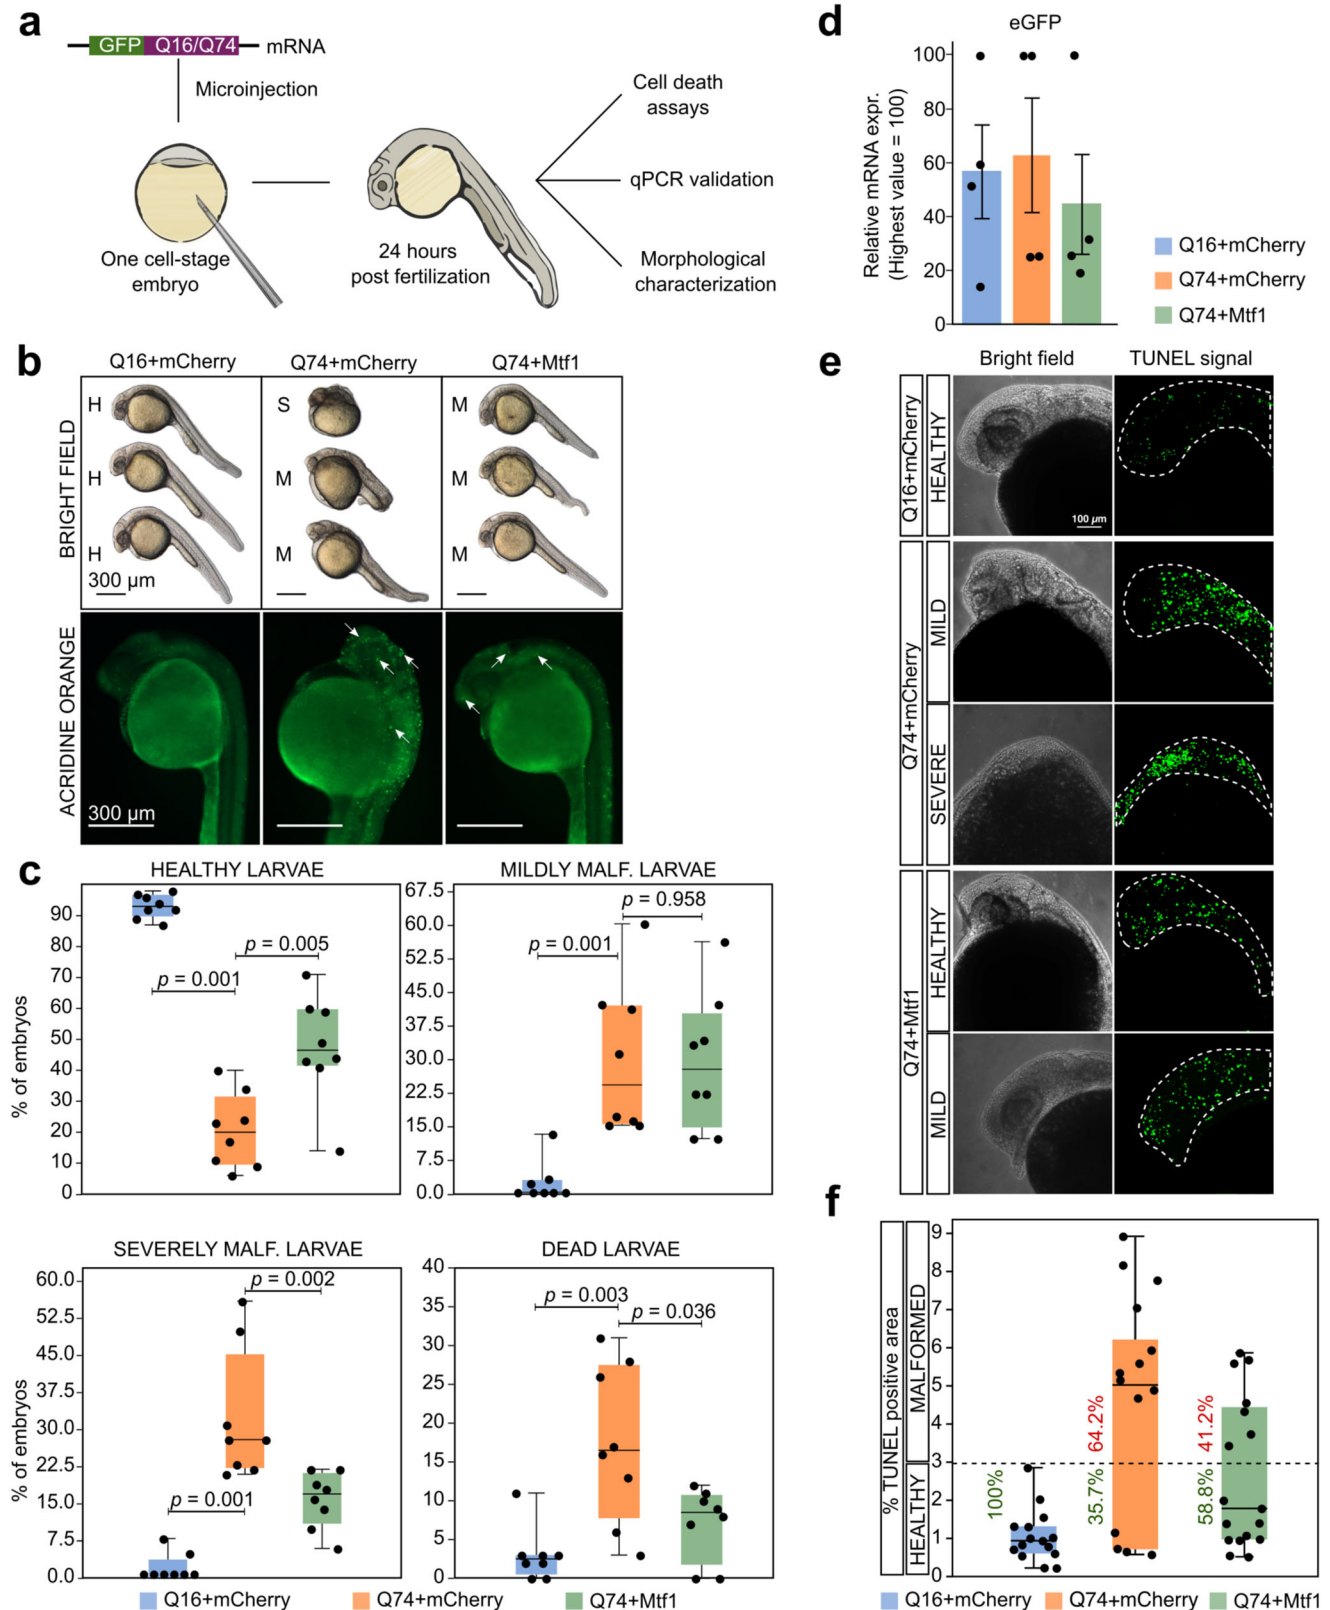 a
GFP Q16/Q74 mRNA
Microinjection
One cell-stage
embryo
24 hours
post fertilization
Cell death
assays
qPCR validation
Morphological
characterization
d
eGFP
Relative mRNA expr.
(Highest value = 100)
100
80
60
40
20
0
Q16+mCherry
Q74+mCherry
Q74+Mtf1
b
Q16+mCherry Q74+mCherry Q74+Mtf1
BRIGHT FIELD
H
H
H
300 µm
S
M
M
M
M
M
ACRIDINE ORANGE
300 µm
e
Bright field TUNEL signal
Q16+mCherry
HEALTHY
100 µm
Q74+mCherry
MILD
SEVERE
Q74+Mtf1
HEALTHY
MILD
c
HEALTHY LARVAE
% of embryos
90
80
70
60
50
40
30
20
10
0
p = 0.001
p = 0.005
MILDLY MALF. LARVAE
67.5
60.0
52.5
45.0
37.5
30.0
22.5
15.0
7.5
0.0
p = 0.001
p = 0.958
SEVERELY MALF. LARVAE
% of embryos
60.0
52.5
45.0
37.5
30.0
22.5
15.0
7.5
0.0
p = 0.002
p = 0.001
DEAD LARVAE
40
35
30
25
20
15
10
5
0
p = 0.003
p = 0.036
Q16+mCherry Q74+mCherry Q74+Mtf1
f
% TUNEL positive area
MALFORMED
HEALTHY
9
8
7
6
5
4
3
2
1
0
100%
64.2%
35.7%
41.2%
58.8%
Q16+mCherry Q74+mCherry Q74+Mtf1